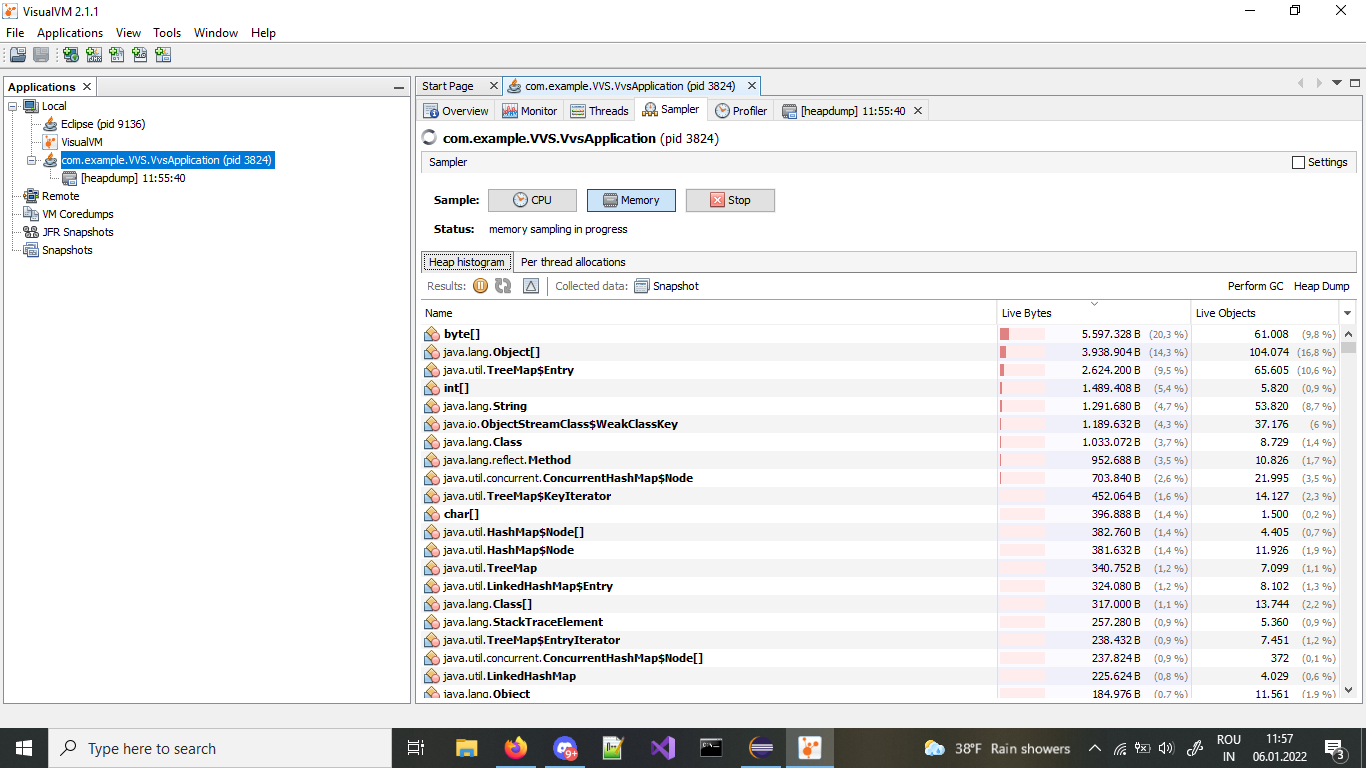 VisualVM 2.1.1
File Applications View Tools Window Help
Applications
Start Page com.example.VVS.VvsApplication (pid 3824)
Local
Eclipse (pid 9136)
VisualVM
com.example.VVS.VvsApplication (pid 3824)
[heapdump] 11:55:40
Remote
VM Coredumps
JFR Snapshots
Snapshots
Overview Monitor Threads Sampler Profiler [heapdump] 11:55:40
com.example.VVS.VvsApplication (pid 3824)
Sampler Settings
Sample: CPU Memory Stop
Status: memory sampling in progress
Heap histogram Per thread allocations
Results: Collected data: Snapshot Perform GC Heap Dump
Name Live Bytes Live Objects
byte[] 5.597.328 B (20,3 %) 61.008 (9,8 %)
java.lang.Object[] 3.938.904 B (14,3 %) 104.074 (16,8 %)
java.util.TreeMap$Entry 2.624.200 B (9,5 %) 65.605 (10,6 %)
int[] 1.489.408 B (5,4 %) 5.820 (0,9 %)
java.lang.String 1.291.680 B (4,7 %) 53.820 (8,7 %)
java.io.ObjectStreamClass$WeakClassKey 1.189.632 B (4,3 %) 37.176 (6 %)
java.lang.Class 1.033.072 B (3,7 %) 8.729 (1,4 %)
java.lang.reflect.Method 952.688 B (3,5 %) 10.826 (1,7 %)
java.util.concurrent.ConcurrentHashMap$Node 703.840 B (2,6 %) 21.995 (3,5 %)
java.util.TreeMap$KeyIterator 452.064 B (1,6 %) 14.127 (2,3 %)
char[] 396.888 B (1,4 %) 1.500 (0,2 %)
java.util.HashMap$Node[] 382.760 B (1,4 %) 4.405 (0,7 %)
java.util.HashMap$Node 381.632 B (1,4 %) 11.926 (1,9 %)
java.util.TreeMap 340.752 B (1,2 %) 7.099 (1,1 %)
java.util.LinkedHashMap$Entry 324.080 B (1,2 %) 8.102 (1,3 %)
java.lang.Class[] 317.000 B (1,1 %) 13.744 (2,2 %)
java.lang.StackTraceElement 257.280 B (0,9 %) 5.360 (0,9 %)
java.util.TreeMap$EntryIterator 238.432 B (0,9 %) 7.451 (1,2 %)
java.util.concurrent.ConcurrentHashMap$Node[] 237.824 B (0,9 %) 372 (0,1 %)
java.util.LinkedHashMap 225.624 B (0,8 %) 4.029 (0,6 %)
java.lang.Object 184.976 B (0,7 %) 11.561 (1,9 %)
Type here to search 9+ 38°F Rain showers ROU 11:57
IN 06.01.2022 3